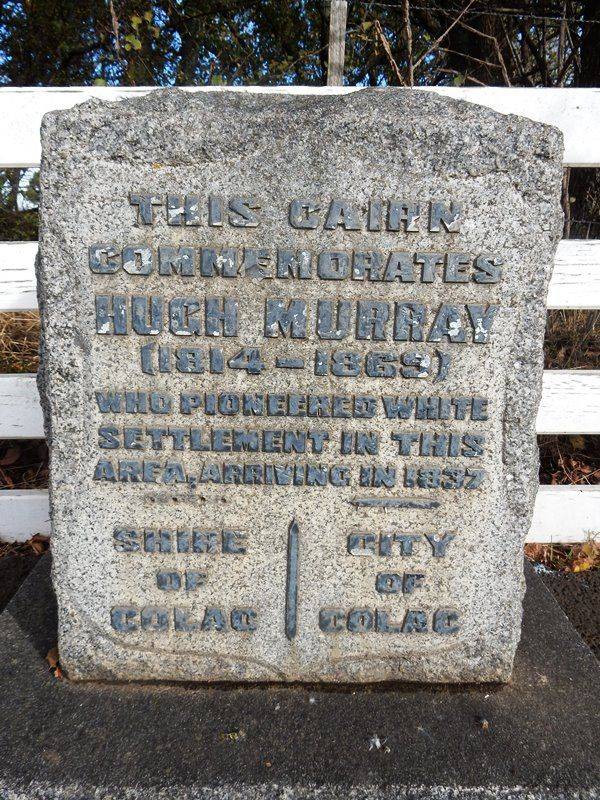 THIS CAIRN
COMMEMORATES
HUGH MURRAY
(1814-1869)
WHO PIONEERED WHITE
SETTLEMENT IN THIS
AREA, ARRIVING IN 1837
SHIRE
OF
COLAC
CITY
OF
COLAC